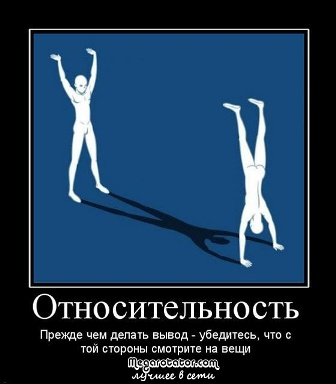 Относительность
Прежде чем делать вывод - убедитесь, что с
той стороны смотрите на вещи
Megarotator.com
лучшее в сети